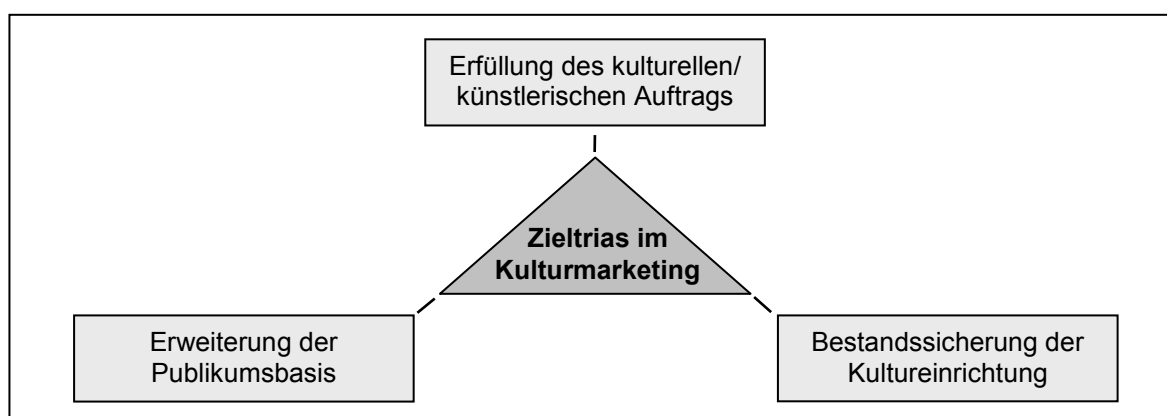 Erfüllung des kulturellen/
künstlerischen Auftrags
Zieltrias im
Kulturmarketing
Erweiterung der
Publikumsbasis
Bestandssicherung der
Kultureinrichtung